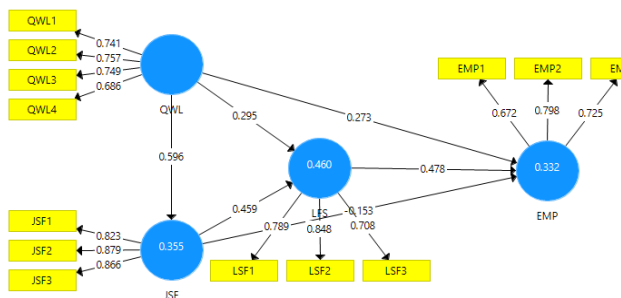 QWL1
QWL2
QWL3
QWL4
0.741
0.757
0.749
0.686
QWL
EMP1
EMP2
EM
0.672
0.798
0.725
0.295
0.273
0.596
0.460
LFS
0.478
0.332
EMP
0.459
-0.153
JSF1
JSF2
JSF3
0.823
0.879
0.866
0.355
JSF
0.789
0.848
0.708
LSF1
LSF2
LSF3